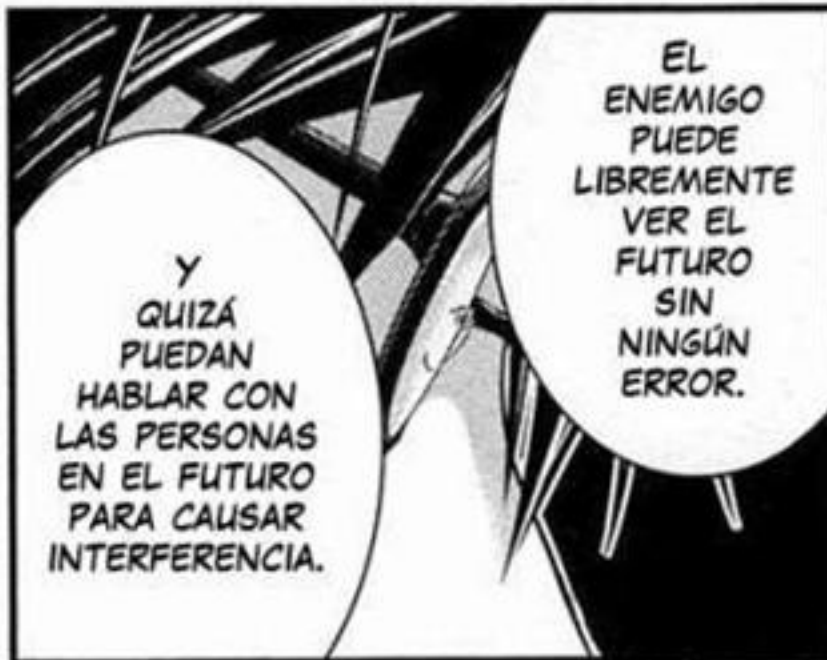 EL
ENEMIGO
PUEDE
LIBREMENTE
VER EL
FUTURO
SIN
NINGÚN
ERROR.
Y
QUIZÁ
PUEDAN
HABLAR CON
LAS PERSONAS
EN EL FUTURO
PARA CAUSAR
INTERFERENCIA.